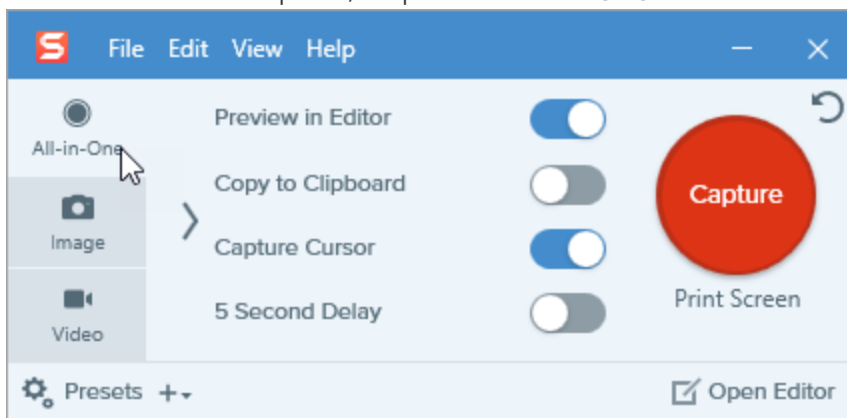 S File Edit View Help
All-in-One
Image
Video
Preview in Editor
Copy to Clipboard
Capture Cursor
5 Second Delay
Capture
Print Screen
Presets
Open Editor